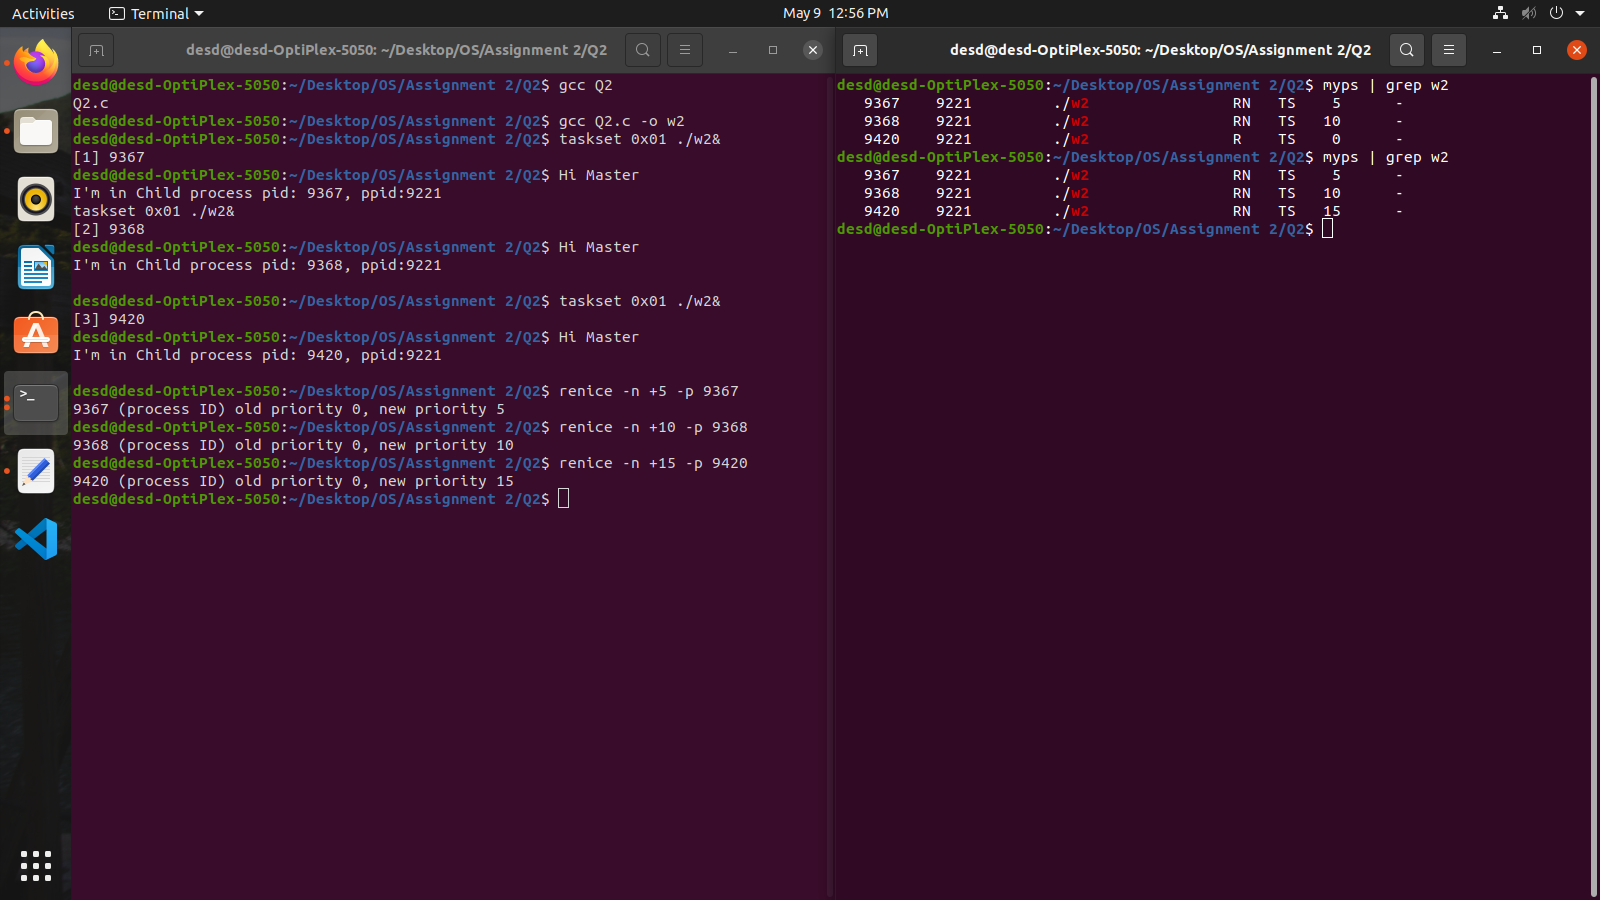 Activities
Terminal
May 9 12:56 PM
desd@desd-OptiPlex-5050: ~/Desktop/OS/Assignment 2/Q2
desd@desd-OptiPlex-5050:~/Desktop/OS/Assignment 2/Q2$ gcc Q2
Q2.c
desd@desd-OptiPlex-5050:~/Desktop/OS/Assignment 2/Q2$ gcc Q2.c -o w2
desd@desd-OptiPlex-5050:~/Desktop/OS/Assignment 2/Q2$ taskset 0x01 ./w2&
[1] 9367
desd@desd-OptiPlex-5050:~/Desktop/OS/Assignment 2/Q2$ Hi Master
I'm in Child process pid: 9367, ppid:9221
taskset 0x01 ./w2&
[2] 9368
desd@desd-OptiPlex-5050:~/Desktop/OS/Assignment 2/Q2$ Hi Master
I'm in Child process pid: 9368, ppid:9221
desd@desd-OptiPlex-5050:~/Desktop/OS/Assignment 2/Q2$ taskset 0x01 ./w2&
[3] 9420
desd@desd-OptiPlex-5050:~/Desktop/OS/Assignment 2/Q2$ Hi Master
I'm in Child process pid: 9420, ppid:9221
desd@desd-OptiPlex-5050:~/Desktop/OS/Assignment 2/Q2$ renice -n +5 -p 9367
9367 (process ID) old priority 0, new priority 5
desd@desd-OptiPlex-5050:~/Desktop/OS/Assignment 2/Q2$ renice -n +10 -p 9368
9368 (process ID) old priority 0, new priority 10
desd@desd-OptiPlex-5050:~/Desktop/OS/Assignment 2/Q2$ renice -n +15 -p 9420
9420 (process ID) old priority 0, new priority 15
desd@desd-OptiPlex-5050:~/Desktop/OS/Assignment 2/Q2$
desd@desd-OptiPlex-5050: ~/Desktop/OS/Assignment 2/Q2
desd@desd-OptiPlex-5050:~/Desktop/OS/Assignment 2/Q2$ myps | grep w2
9367 9221 ./w2 RN TS 5 -
9368 9221 ./w2 RN TS 10 -
9420 9221 ./w2 R TS 0 -
desd@desd-OptiPlex-5050:~/Desktop/OS/Assignment 2/Q2$ myps | grep w2
9367 9221 ./w2 RN TS 5 -
9368 9221 ./w2 RN TS 10 -
9420 9221 ./w2 RN TS 15 -
desd@desd-OptiPlex-5050:~/Desktop/OS/Assignment 2/Q2$